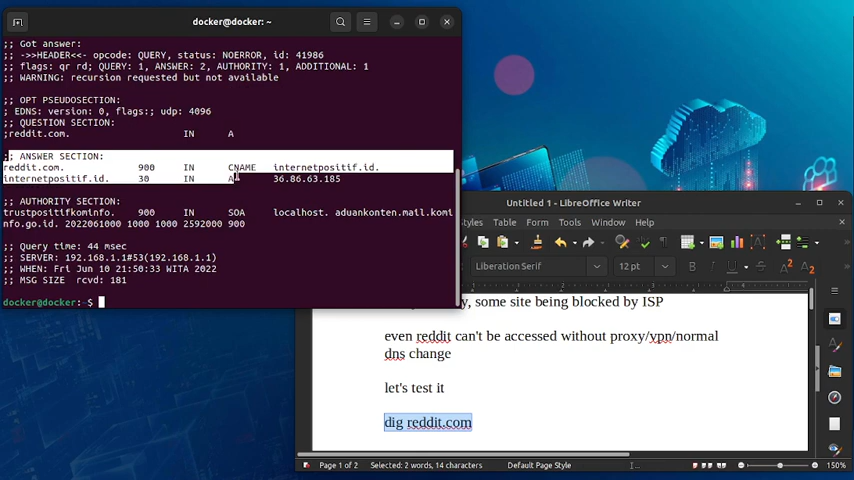 docker@docker: ~
;; Got answer:
;; ->>HEADER<<- opcode: QUERY, status: NOERROR, id: 41986
;; flags: qr rd; QUERY: 1, ANSWER: 2, AUTHORITY: 1, ADDITIONAL: 1
;; WARNING: recursion requested but not available
;; OPT PSEUDOSECTION:
; EDNS: version: 0, flags:; udp: 4096
;; QUESTION SECTION:
;reddit.com. IN A
;; ANSWER SECTION:
reddit.com. 900 IN CNAME internetpositif.id.
internetpositif.id. 30 IN A 36.86.63.185
;; AUTHORITY SECTION:
trustpositifkominfo. 900 IN SOA localhost. aduankonten.mail.komi
nfo.go.id. 2022061000 1000 1000 2592000 900
;; Query time: 44 msec
;; SERVER: 192.168.1.1#53(192.168.1.1)
;; WHEN: Fri Jun 10 21:50:33 WITA 2022
;; MSG SIZE rcvd: 181
docker@docker:~$
Untitled 1 - LibreOffice Writer
Table Form Tools Window Help
Liberation Serif 12 pt
some site being blocked by ISP
even reddit can't be accessed without proxy/vpn/normal
dns change
let's test it
dig reddit.com
Page 1 of 2 Selected: 2 words, 14 characters Default Page Style 150%